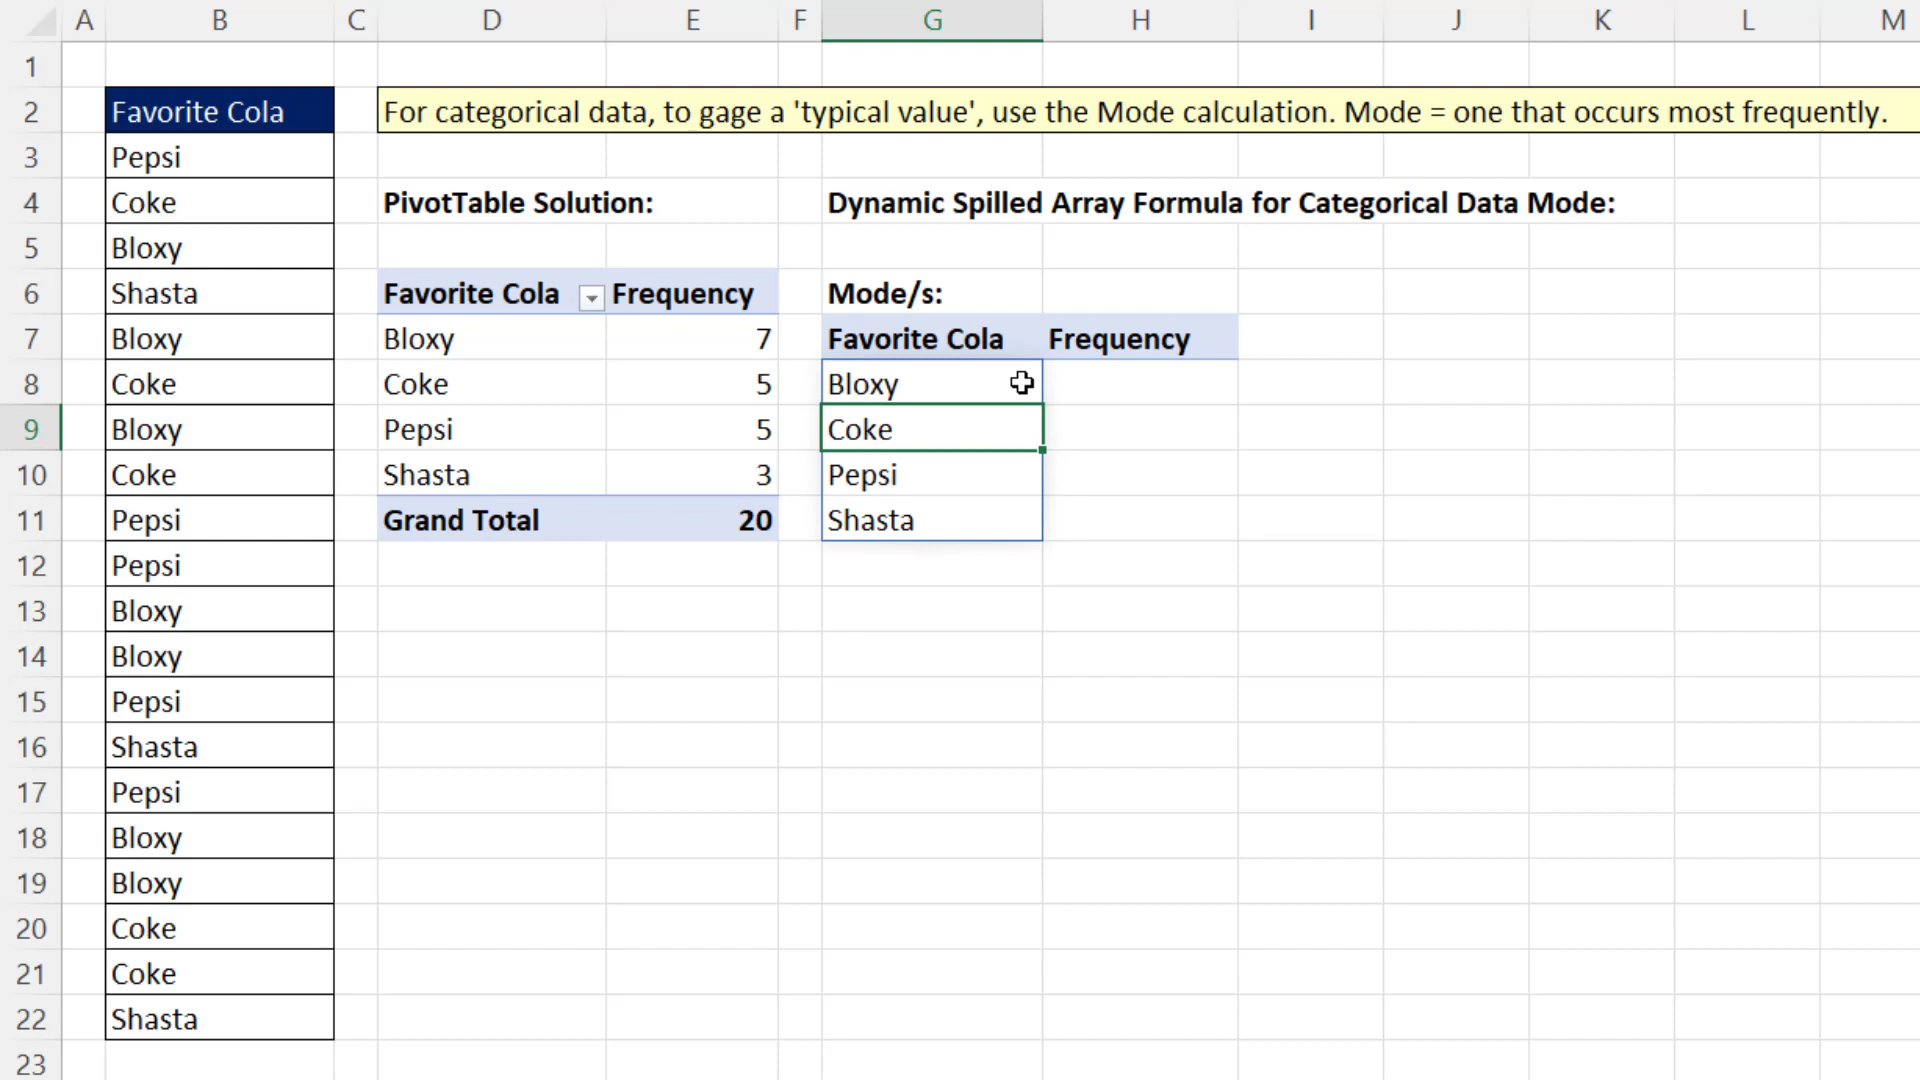 A B C D E F G H I J K L M
1
2 Favorite Cola For categorical data, to gage a 'typical value', use the Mode calculation. Mode = one that occurs most frequently.
3 Pepsi
4 Coke PivotTable Solution: Dynamic Spilled Array Formula for Categorical Data Mode:
5 Bloxy
6 Shasta Favorite Cola Frequency Mode/s:
7 Bloxy Bloxy 7 Favorite Cola Frequency
8 Coke Coke 5 Bloxy
9 Bloxy Pepsi 5 Coke
10 Coke Shasta 3 Pepsi
11 Pepsi Grand Total 20 Shasta
12 Pepsi
13 Bloxy
14 Bloxy
15 Pepsi
16 Shasta
17 Pepsi
18 Bloxy
19 Bloxy
20 Coke
21 Coke
22 Shasta
23